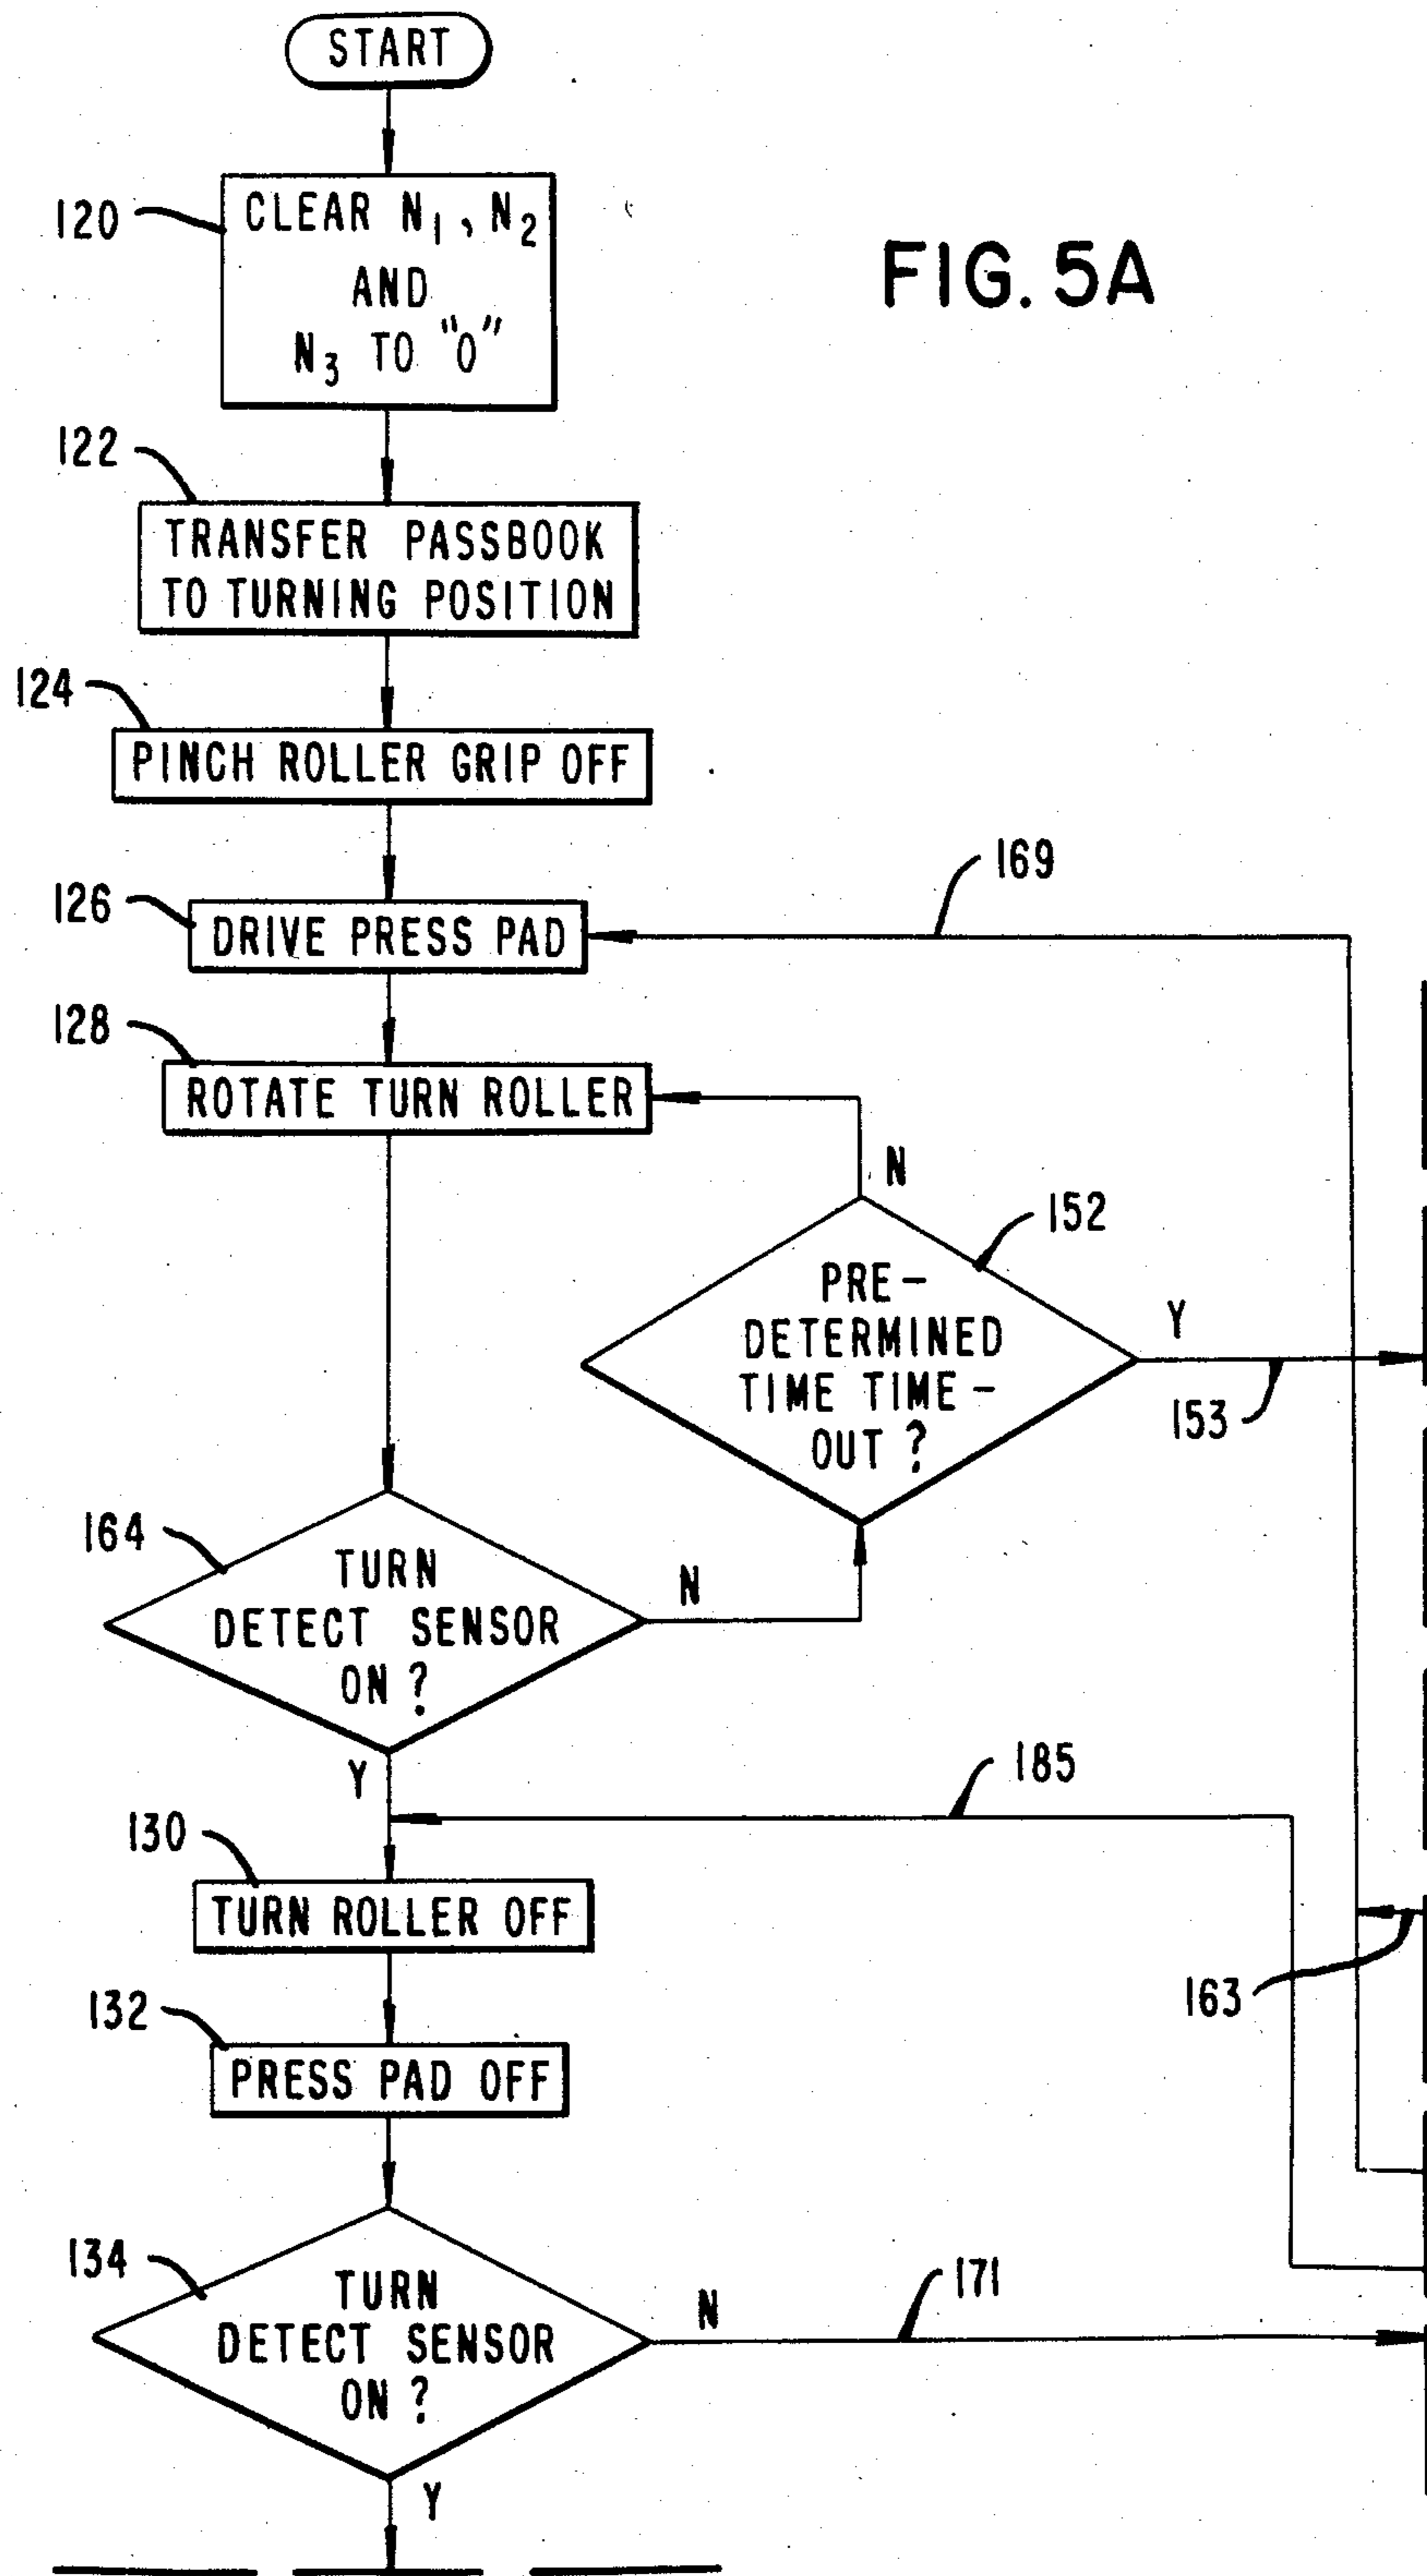 START
120
CLEAR N₁, N₂
AND
N₃ TO "0"
FIG. 5A
122
TRANSFER PASSBOOK
TO TURNING POSITION
124
PINCH ROLLER GRIP OFF
126
DRIVE PRESS PAD
169
128
ROTATE TURN ROLLER
N
152
PRE-
DETERMINED
TIME TIME-
OUT ?
Y
153
164
TURN
DETECT SENSOR
ON ?
N
Y
185
130
TURN ROLLER OFF
163
132
PRESS PAD OFF
134
TURN
DETECT SENSOR
ON ?
N
171
Y